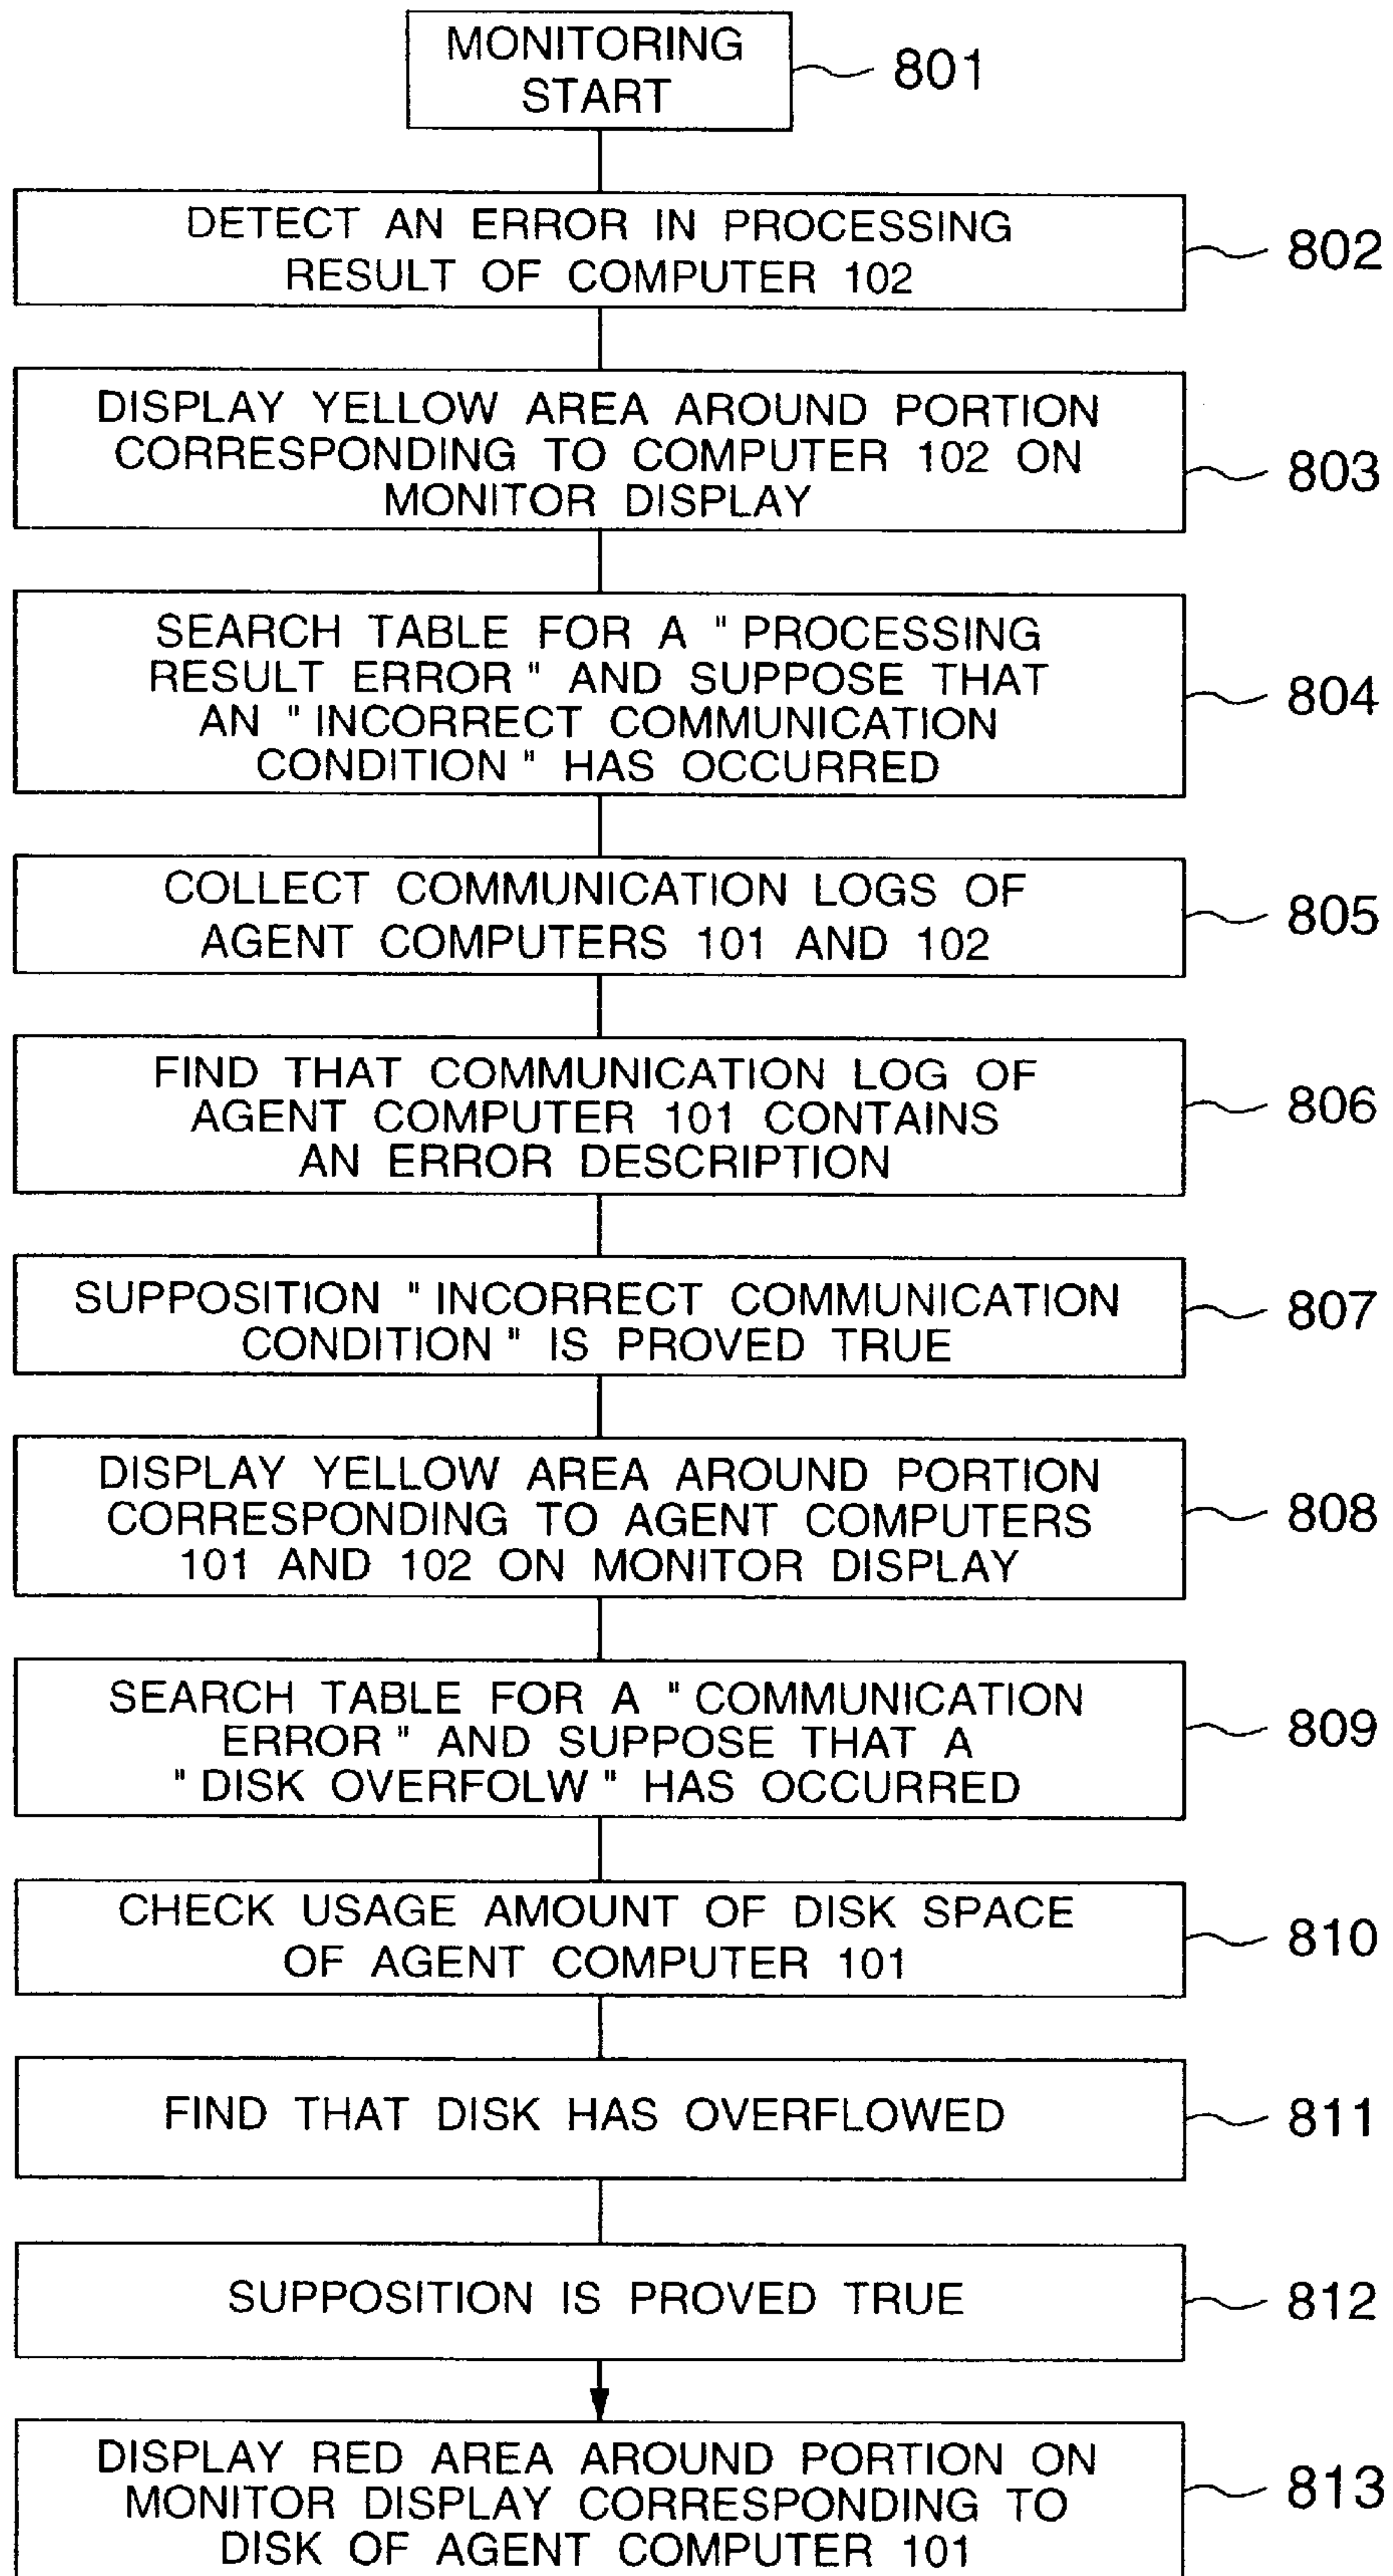 MONITORING
START
801
DETECT AN ERROR IN PROCESSING
RESULT OF COMPUTER 102
802
DISPLAY YELLOW AREA AROUND PORTION
CORRESPONDING TO COMPUTER 102 ON
MONITOR DISPLAY
803
SEARCH TABLE FOR A "PROCESSING
RESULT ERROR" AND SUPPOSE THAT
AN "INCORRECT COMMUNICATION
CONDITION" HAS OCCURRED
804
COLLECT COMMUNICATION LOGS OF
AGENT COMPUTERS 101 AND 102
805
FIND THAT COMMUNICATION LOG OF
AGENT COMPUTER 101 CONTAINS
AN ERROR DESCRIPTION
806
SUPPOSITION "INCORRECT COMMUNICATION
CONDITION" IS PROVED TRUE
807
DISPLAY YELLOW AREA AROUND PORTION
CORRESPONDING TO AGENT COMPUTERS
101 AND 102 ON MONITOR DISPLAY
808
SEARCH TABLE FOR A "COMMUNICATION
ERROR" AND SUPPOSE THAT A
"DISK OVERFOLW" HAS OCCURRED
809
CHECK USAGE AMOUNT OF DISK SPACE
OF AGENT COMPUTER 101
810
FIND THAT DISK HAS OVERFLOWED
811
SUPPOSITION IS PROVED TRUE
812
DISPLAY RED AREA AROUND PORTION ON
MONITOR DISPLAY CORRESPONDING TO
DISK OF AGENT COMPUTER 101
813